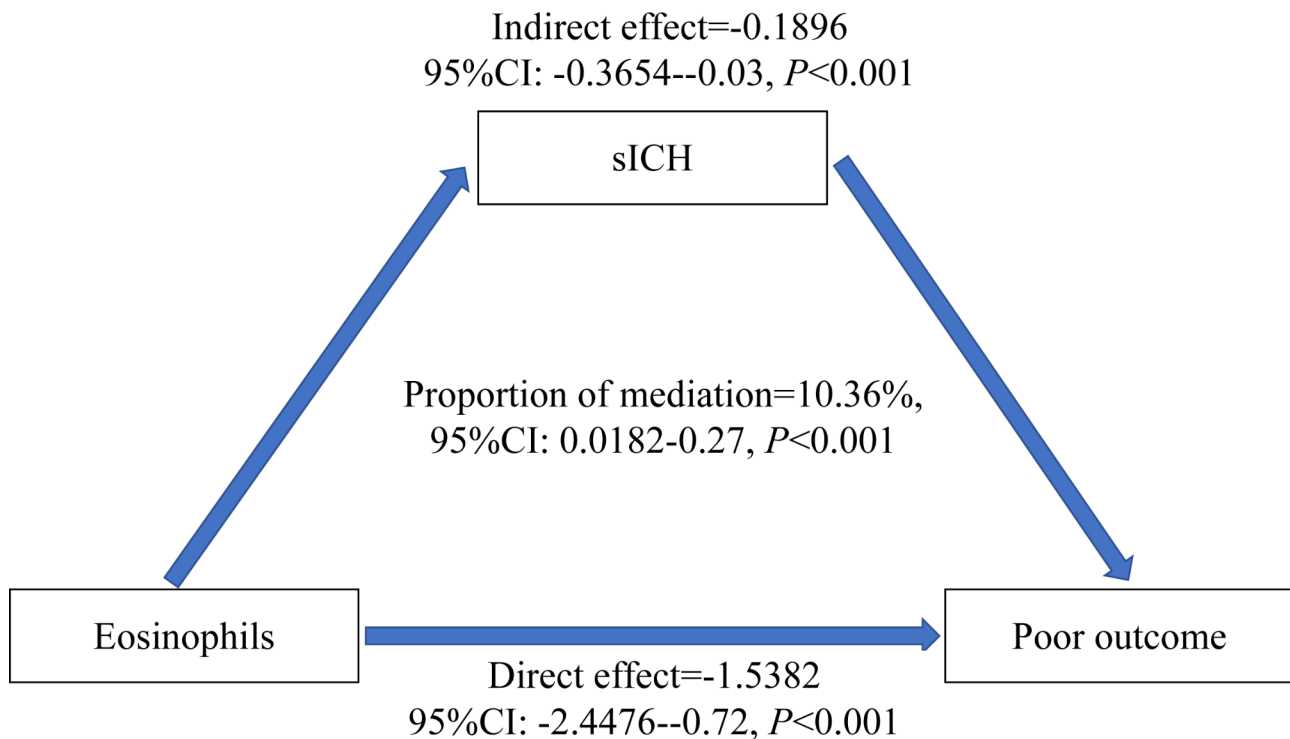 Indirect effect=-0.1896
95%CI: -0.3654--0.03, P<0.001
sICH
Proportion of mediation=10.36%,
95%CI: 0.0182-0.27, P<0.001
Eosinophils
Poor outcome
Direct effect=-1.5382
95%CI: -2.4476--0.72, P<0.001